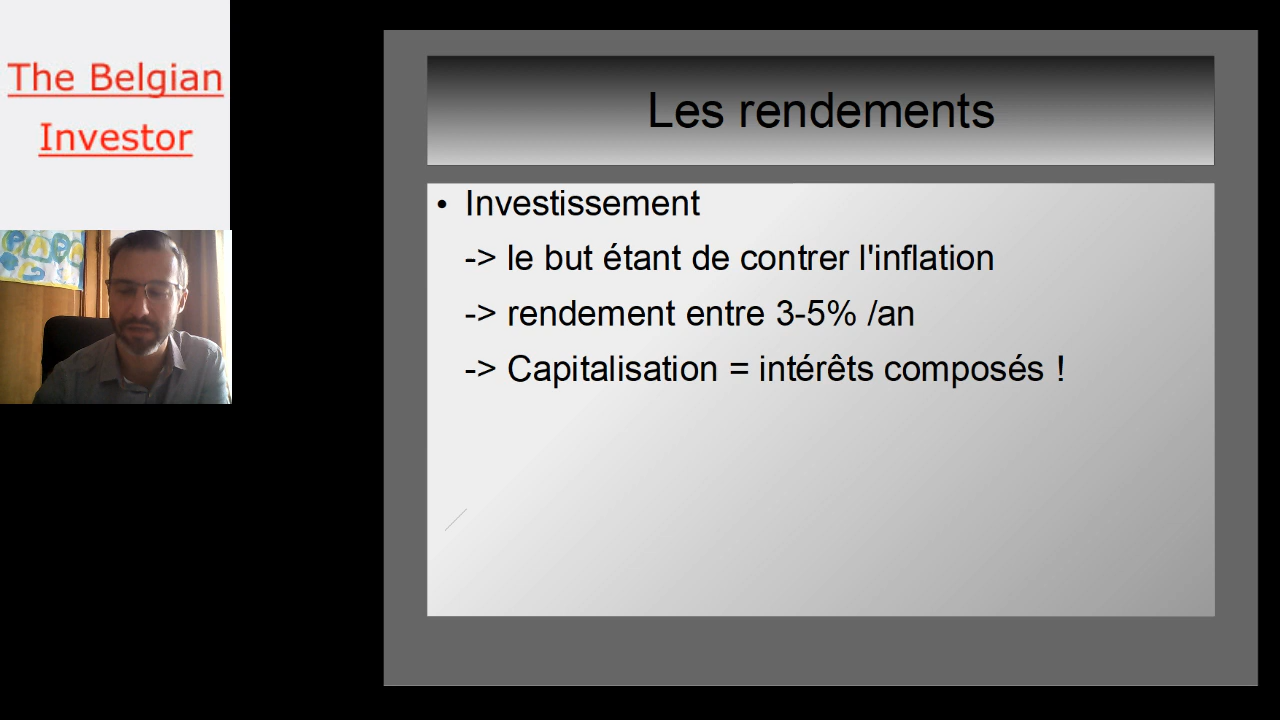 The Belgian
Investor
Les rendements
• Investissement
-> le but étant de contrer l'inflation
-> rendement entre 3-5% /an
-> Capitalisation = intérêts composés !